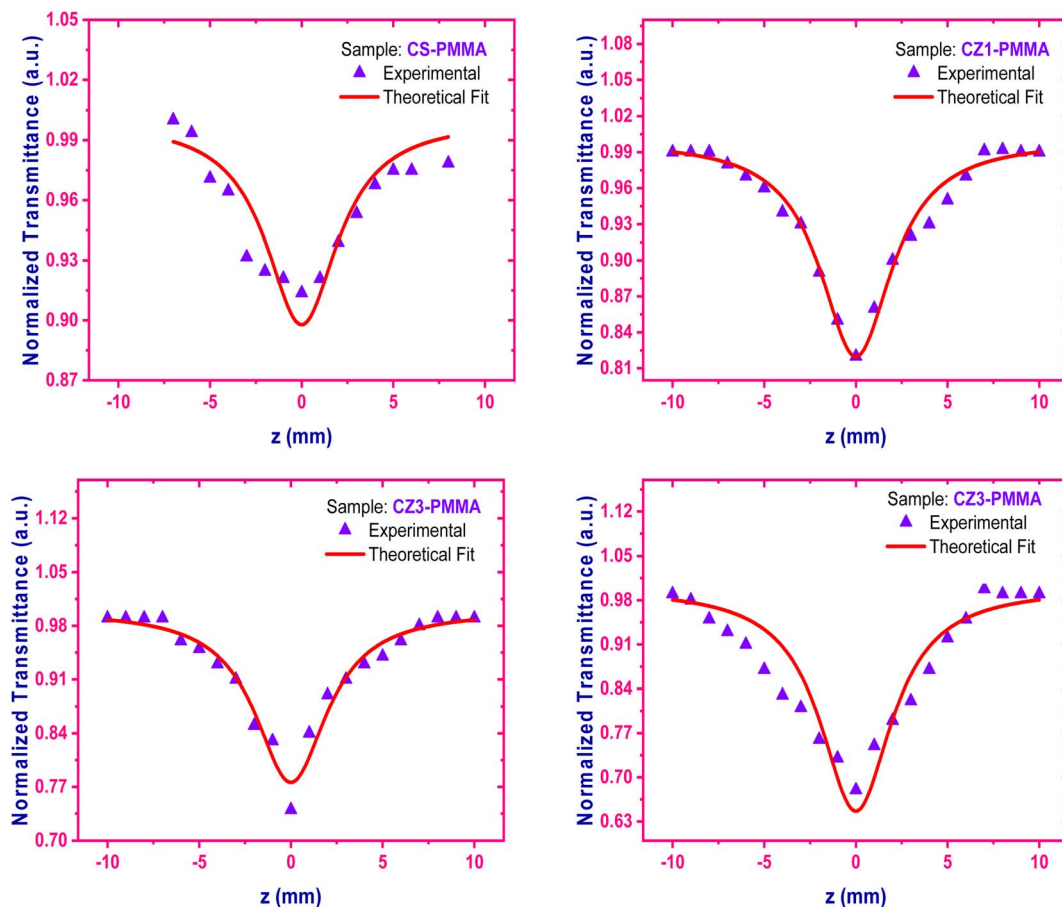 Normalized Transmittance (a.u.)
1.05
1.02
0.99
0.96
0.93
0.90
0.87
Sample: CS-PMMA
Experimental
Theoretical Fit
-10 -5 0 5 10
z (mm)
Normalized Transmittance (a.u.)
1.08
1.05
1.02
0.99
0.96
0.93
0.90
0.87
0.84
0.81
Sample: CZ1-PMMA
Experimental
Theoretical Fit
-10 -5 0 5 10
z (mm)
Normalized Transmittance (a.u.)
1.12
1.05
0.98
0.91
0.84
0.77
0.70
Sample: CZ3-PMMA
Experimental
Theoretical Fit
-10 -5 0 5 10
z (mm)
Normalized Transmittance (a.u.)
1.12
1.05
0.98
0.91
0.84
0.77
0.70
0.63
Sample: CZ3-PMMA
Experimental
Theoretical Fit
-10 -5 0 5 10
z (mm)